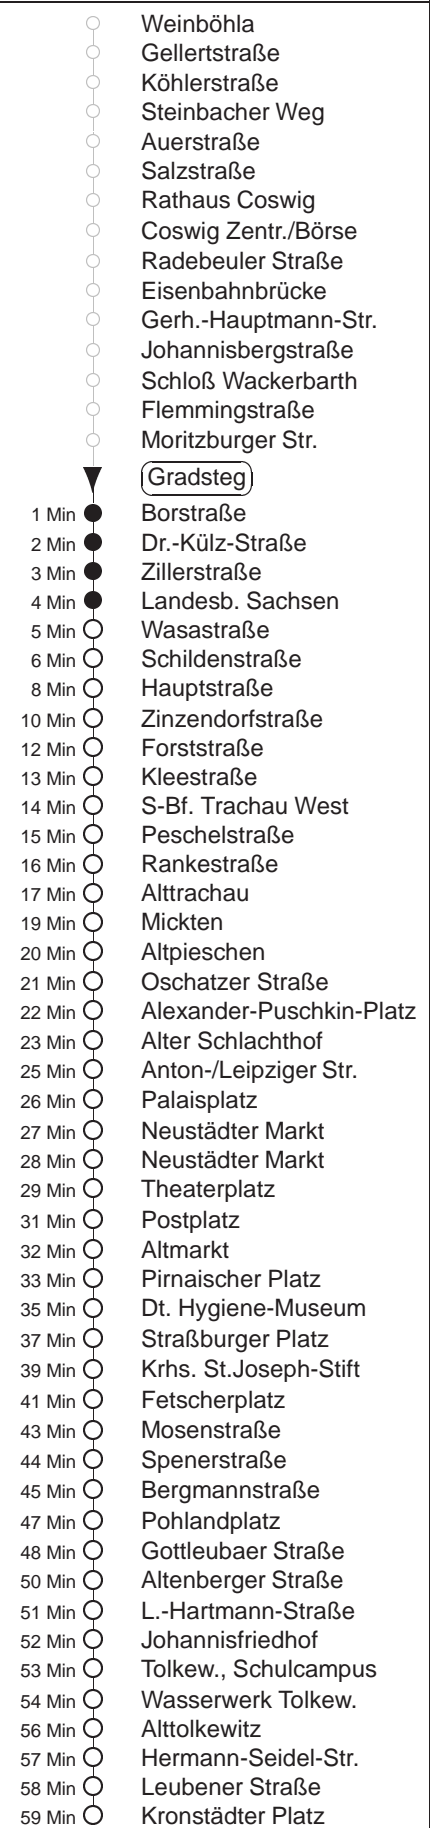 Weinböhla
Gellertstraße
Köhlerstraße
Steinbacher Weg
Auerstraße
Salzstraße
Rathaus Coswig
Coswig Zentr./Börse
Radebeuler Straße
Eisenbahnbrücke
Gerh.-Hauptmann-Str.
Johannisbergstraße
Schloß Wackerbarth
Flemmingstraße
Moritzburger Str.
Gradsteg
1 Min Borstraße
2 Min Dr.-Külz-Straße
3 Min Zillerstraße
4 Min Landesb. Sachsen
5 Min Wasastraße
6 Min Schildenstraße
8 Min Hauptstraße
10 Min Zinzendorfstraße
12 Min Forststraße
13 Min Kleestraße
14 Min S-Bf. Trachau West
15 Min Peschelstraße
16 Min Rankestraße
17 Min Alttrachau
19 Min Mickten
20 Min Altpieschen
21 Min Oschatzer Straße
22 Min Alexander-Puschkin-Platz
23 Min Alter Schlachthof
25 Min Anton-/Leipziger Str.
26 Min Palaisplatz
27 Min Neustädter Markt
28 Min Neustädter Markt
29 Min Theaterplatz
31 Min Postplatz
32 Min Altmarkt
33 Min Pirnaischer Platz
35 Min Dt. Hygiene-Museum
37 Min Straßburger Platz
39 Min Krhs. St.Joseph-Stift
41 Min Fetscherplatz
43 Min Mosenstraße
44 Min Spenerstraße
45 Min Bergmannstraße
47 Min Pohlandplatz
48 Min Gottleubaer Straße
50 Min Altenberger Straße
51 Min L.-Hartmann-Straße
52 Min Johannisfriedhof
53 Min Tolkew., Schulcampus
54 Min Wasserwerk Tolkew.
56 Min Alttolkewitz
57 Min Hermann-Seidel-Str.
58 Min Leubener Straße
59 Min Kronstädter Platz